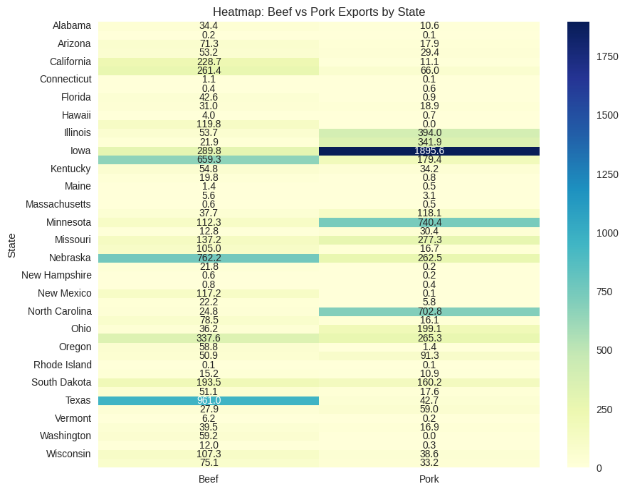 Heatmap: Beef vs Pork Exports by State
Alabama 34.4 10.6
0.2 0.1
Arizona 71.3 17.9
53.2 29.4
California 228.7 11.1
261.4 66.0
Connecticut 1.1 0.1
0.4 0.6
Florida 42.6 0.9
31.0 18.9
Hawaii 4.0 0.7
119.8 0.0
Illinois 53.7 394.0
21.9 341.9
Iowa 289.8 1895.6
659.3 179.4
Kentucky 54.8 34.2
19.8 0.8
Maine 1.4 0.5
5.6 3.1
Massachusetts 0.6 0.5
37.7 118.1
Minnesota 112.3 740.4
12.8 30.4
Missouri 137.2 277.3
105.0 16.7
Nebraska 762.2 262.5
21.8 0.2
New Hampshire 0.6 0.2
0.8 0.4
New Mexico 117.2 0.1
22.2 5.8
North Carolina 24.8 702.8
78.5 16.1
Ohio 36.2 199.1
337.6 265.3
Oregon 58.8 1.4
50.9 91.3
Rhode Island 0.1 0.1
15.2 10.9
South Dakota 193.5 160.2
51.1 17.6
Texas 961.0 42.7
27.9 59.0
Vermont 6.2 0.2
39.5 16.9
Washington 59.2 0.0
12.0 0.3
Wisconsin 107.3 38.6
75.1 33.2
Beef Pork
State
1750
1500
1250
1000
750
500
250
0